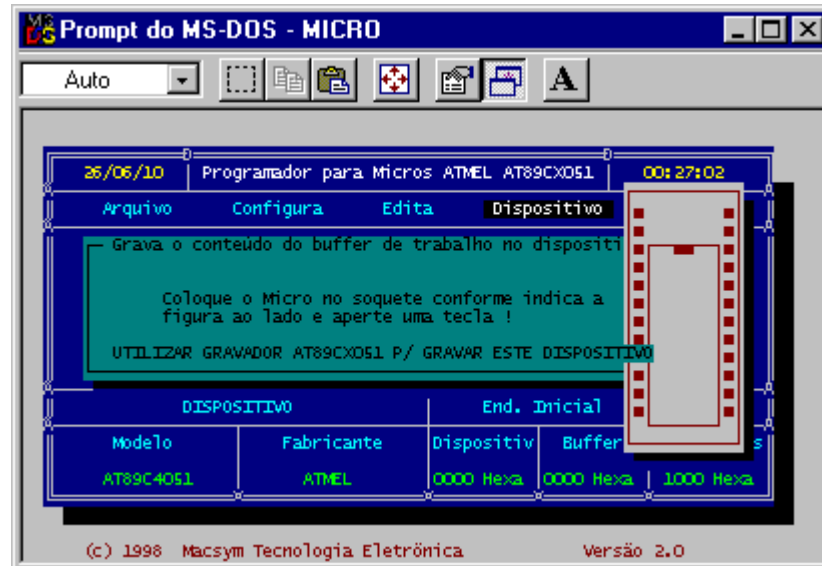 Prompt do MS-DOS - MICRO
Auto
A
26/06/10 Programador para Micros ATMEL AT89CX051 00:27:02
Arquivo Configura Edita Dispositivo
Grava o conteúdo do buffer de trabalho no dispositi
Coloque o Micro no soquete conforme indica a
figura ao lado e aperte uma tecla !
UTILIZAR GRAVADOR AT89CX051 P/ GRAVAR ESTE DISPOSITIVO
DISPOSITIVO End. Inicial
Modelo Fabricante Dispositiv Buffer s
AT89C4051 ATMEL 0000 Hexa 0000 Hexa 1000 Hexa
(c) 1998 Macsym Tecnologia Eletrônica Versão 2.0